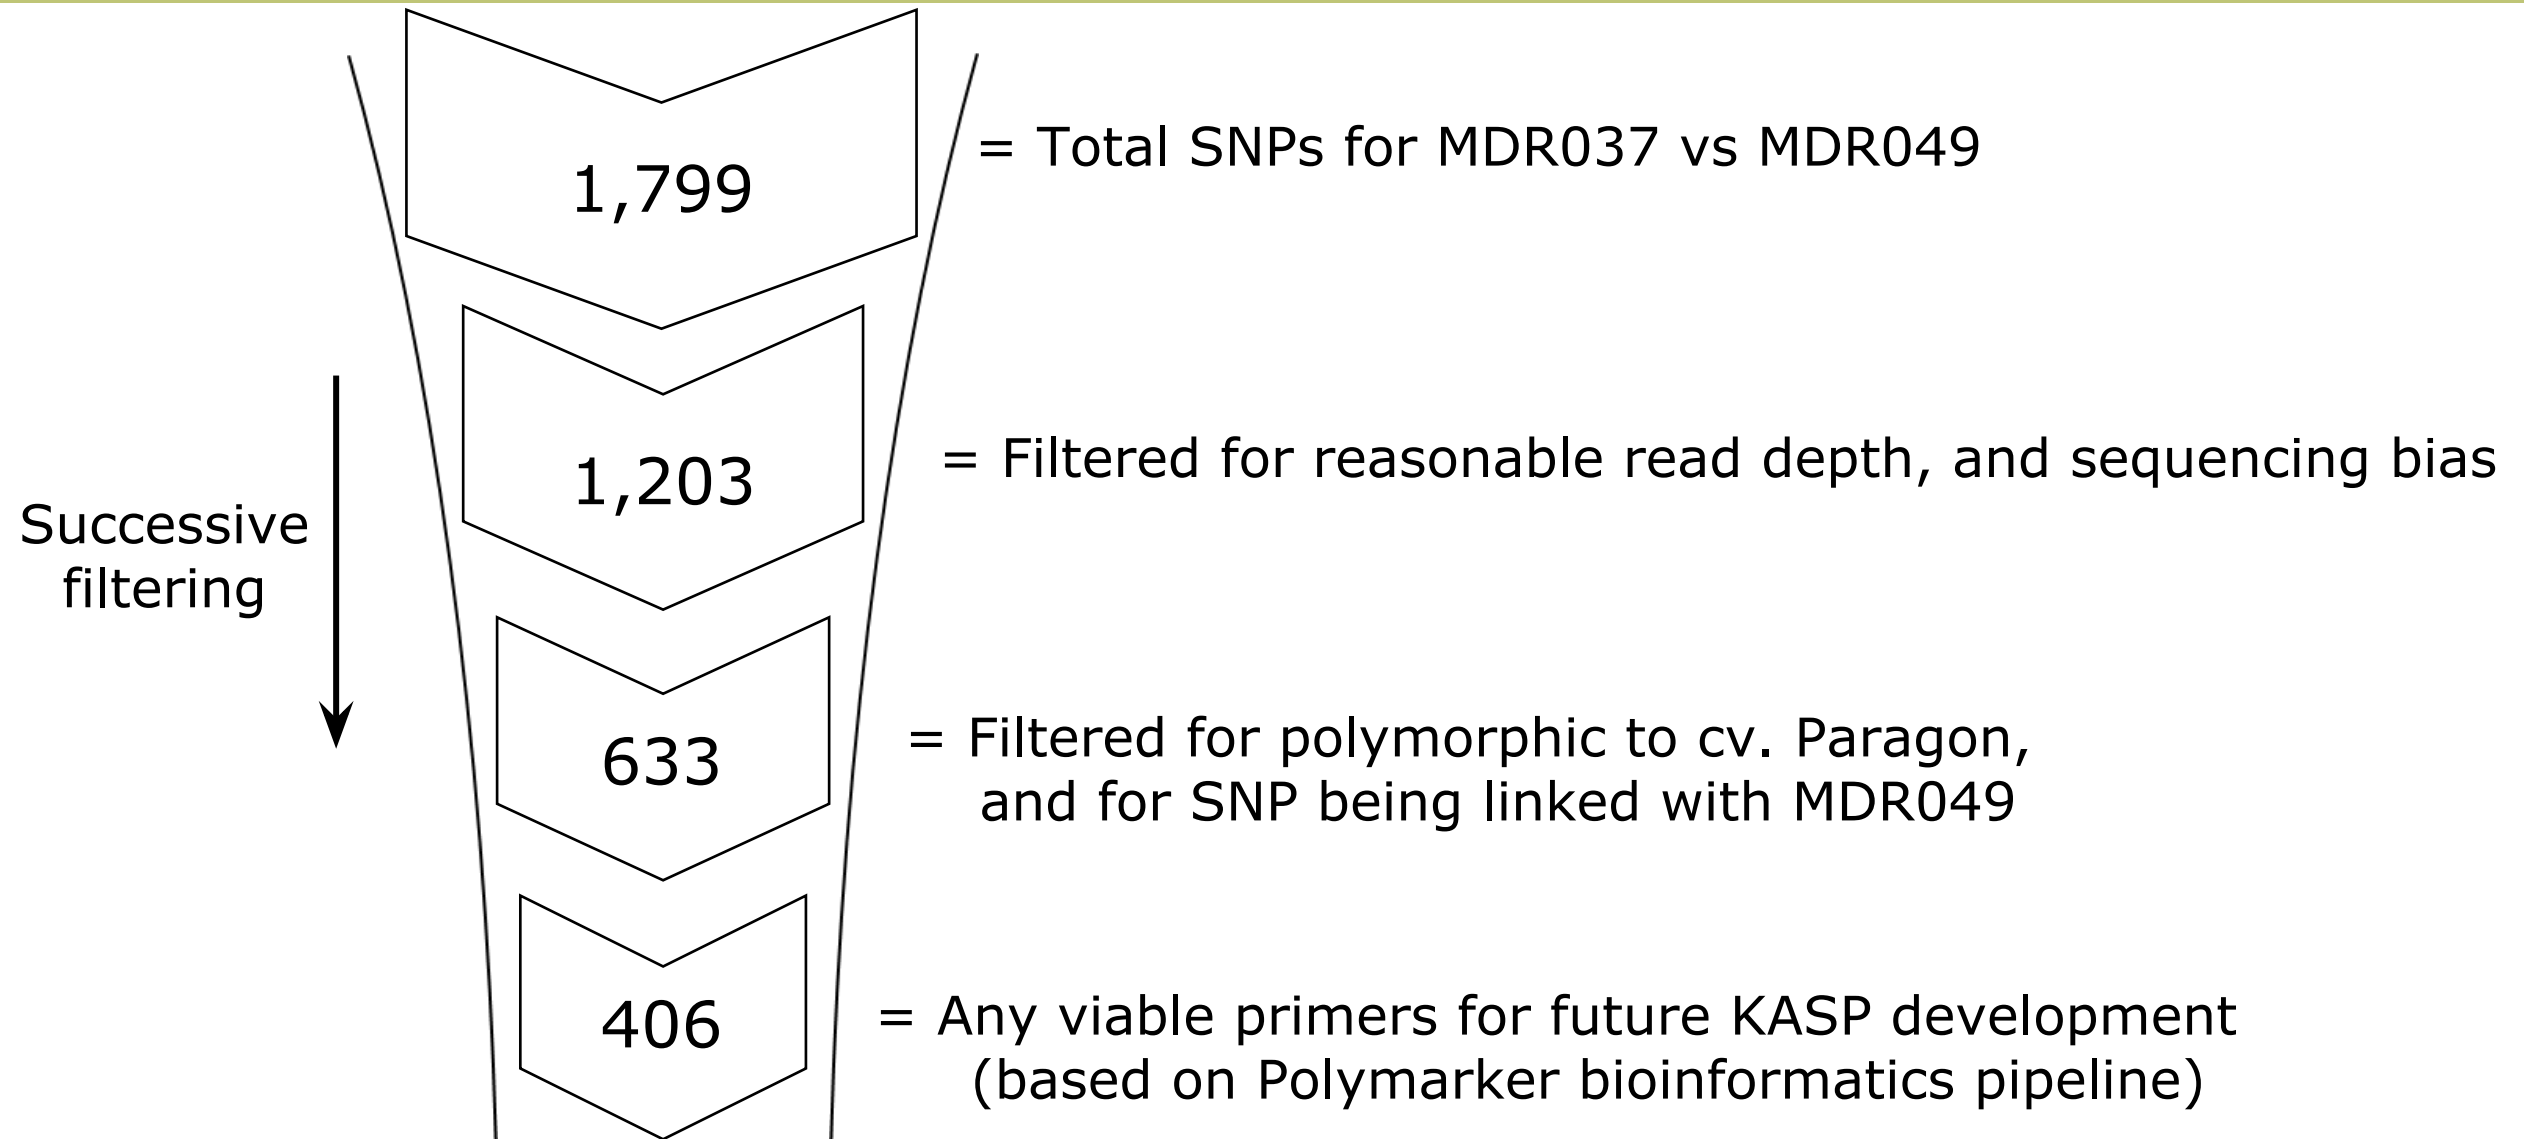 1,799
= Total SNPs for MDR037 vs MDR049
1,203
= Filtered for reasonable read depth, and sequencing bias
Successive
filtering
633
= Filtered for polymorphic to cv. Paragon,
and for SNP being linked with MDR049
406
= Any viable primers for future KASP development
(based on Polymarker bioinformatics pipeline)